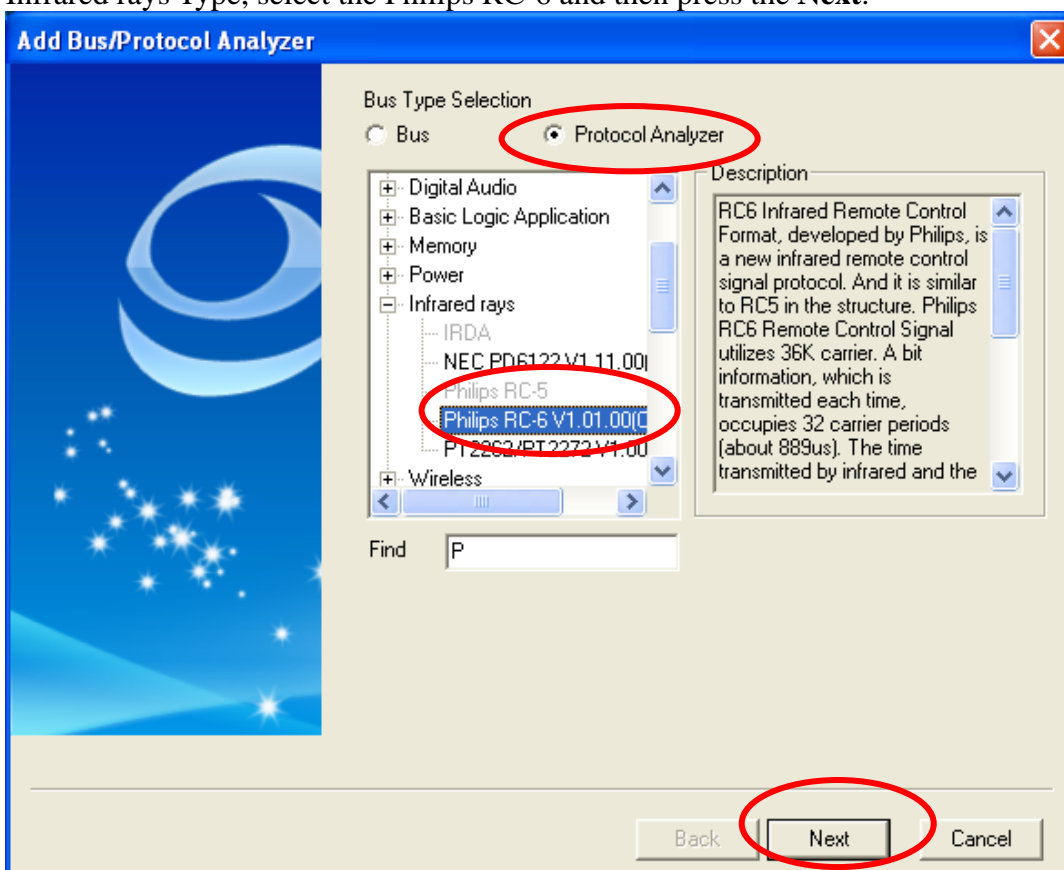 Infrared rays Type, select the Philips RC-6 and then press the Next.
Add Bus/Protocol Analyzer
Bus Type Selection
Bus
Protocol Analyzer
Digital Audio
Basic Logic Application
Memory
Power
Infrared rays
IRDA
NEC PD6122 V1.11.00(
Philips RC-5
Philips RC-6 V1.01.00(C
PT2262/PT2272 V1.00
Wireless
Description
RC6 Infrared Remote Control
Format, developed by Philips, is
a new infrared remote control
signal protocol. And it is similar
to RC5 in the structure. Philips
RC6 Remote Control Signal
utilizes 36K carrier. A bit
information, which is
transmitted each time,
occupies 32 carrier periods
(about 889us). The time
transmitted by infrared and the
Find
P
Back
Next
Cancel